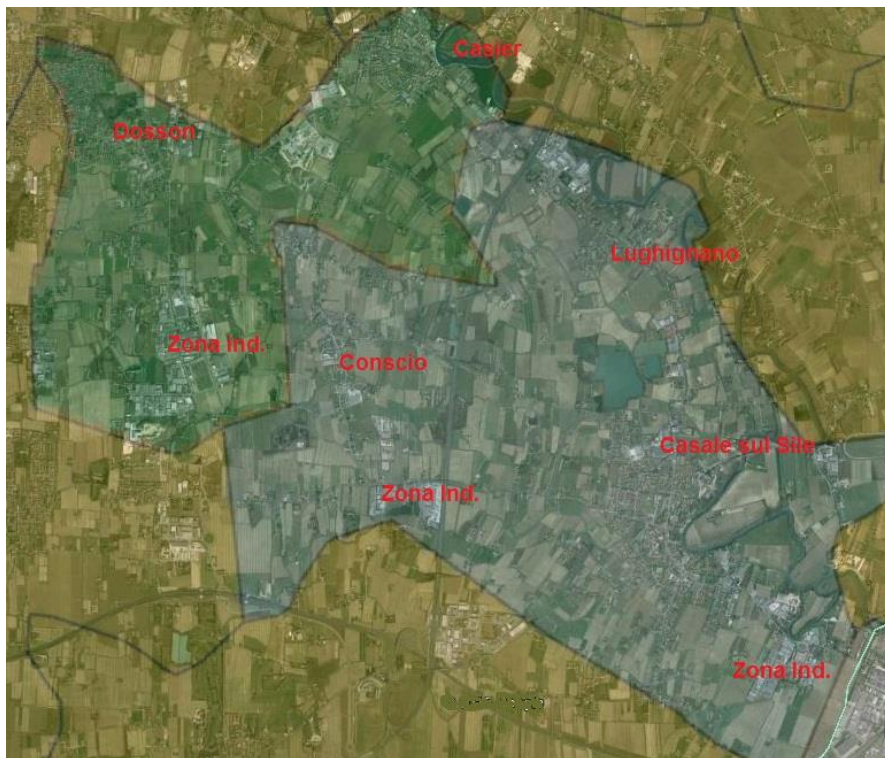 Casier
Dosson
Lughignano
Zona Ind.
Conscio
Casale sul Sile
Zona Ind.
Zona Ind.